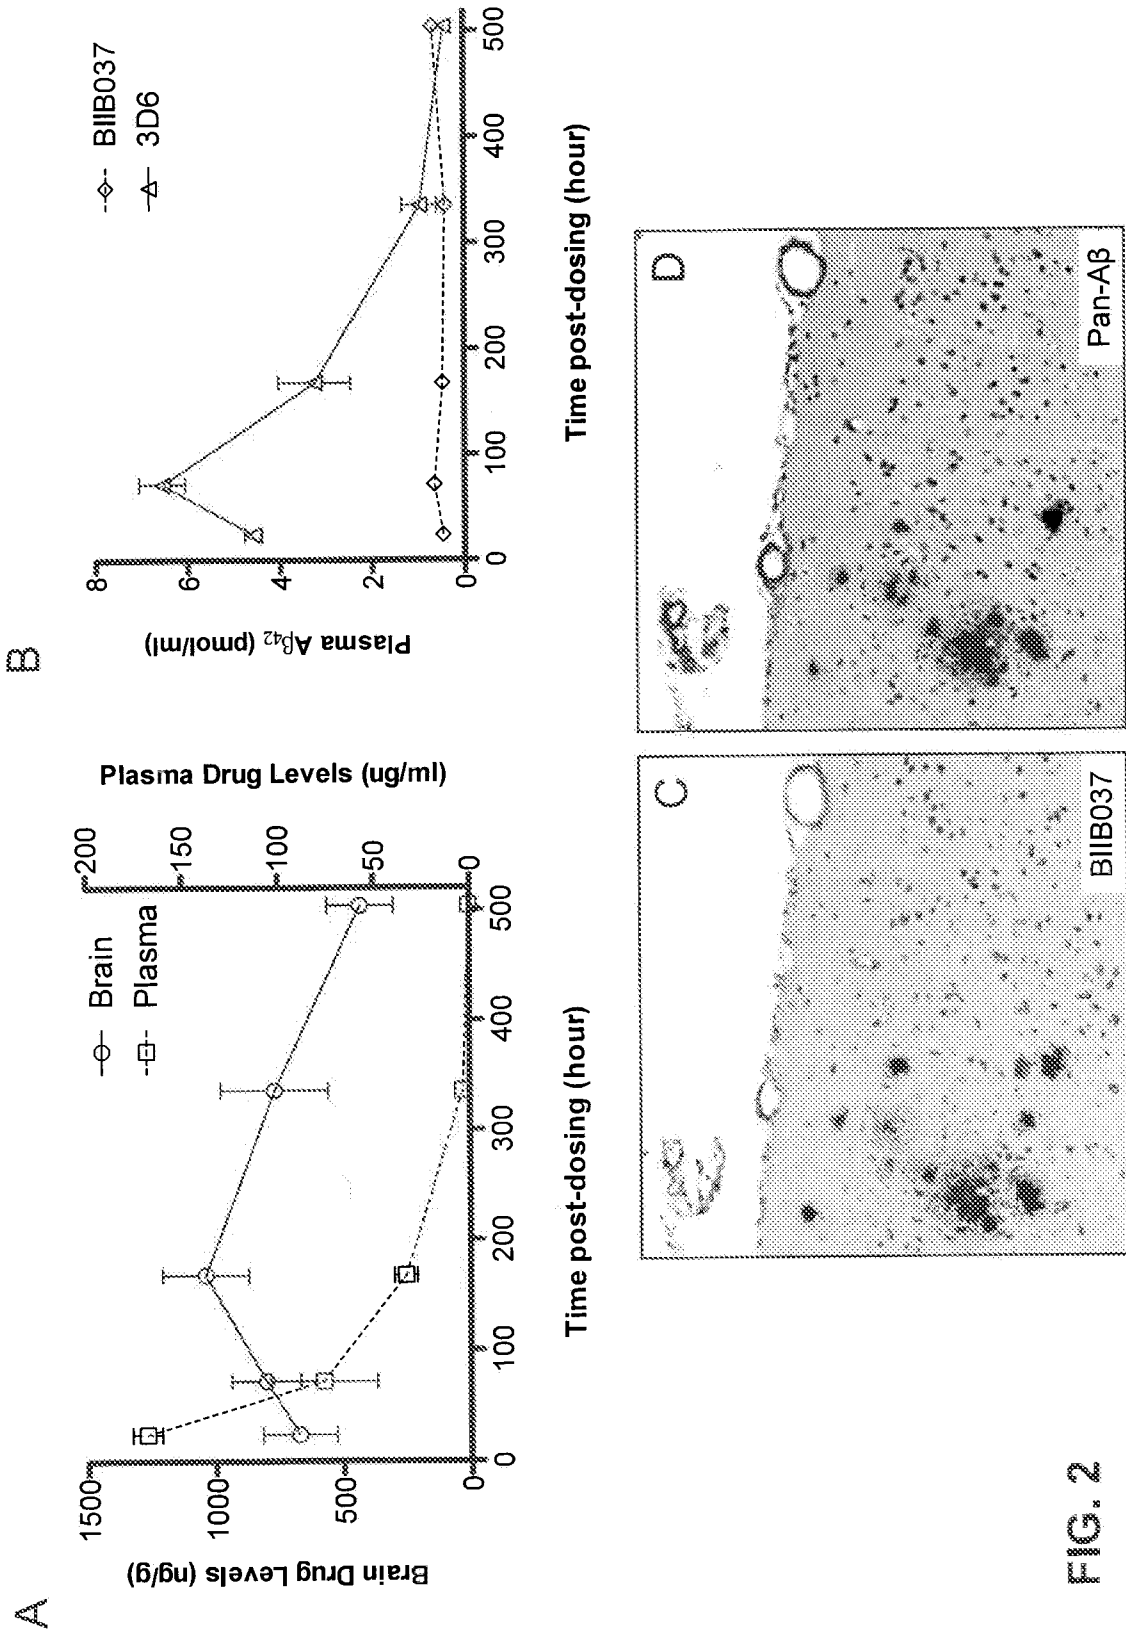 A
Brain Drug Levels (ng/g)
1500
1000
500
0
Plasma Drug Levels (ug/ml)
200
150
100
50
0
Brain
Plasma
0
100
200
300
400
500
Time post-dosing (hour)
B
Plasma Aβ42 (pmol/ml)
8
6
4
2
0
BIIB037
3D6
0
100
200
300
400
500
Time post-dosing (hour)
C
BIIB037
D
Pan-Aβ
FIG. 2